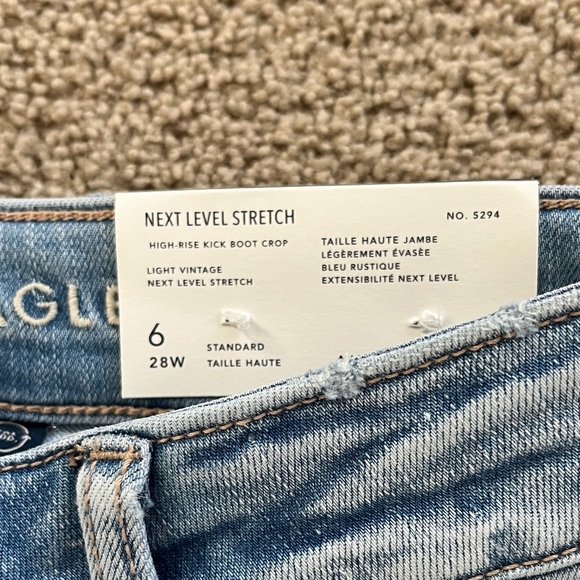 NEXT LEVEL STRETCH
NO. 5294
HIGH-RISE KICK BOOT CROP
LIGHT VINTAGE
NEXT LEVEL STRETCH
TAILLE HAUTE JAMBE
LÉGÈREMENT ÉVASÈE
BLEU RUSTIQUE
EXTENSIBILITÉ NEXT LEVEL
AGLE
6
28W
STANDARD
TAILLE HAUTE